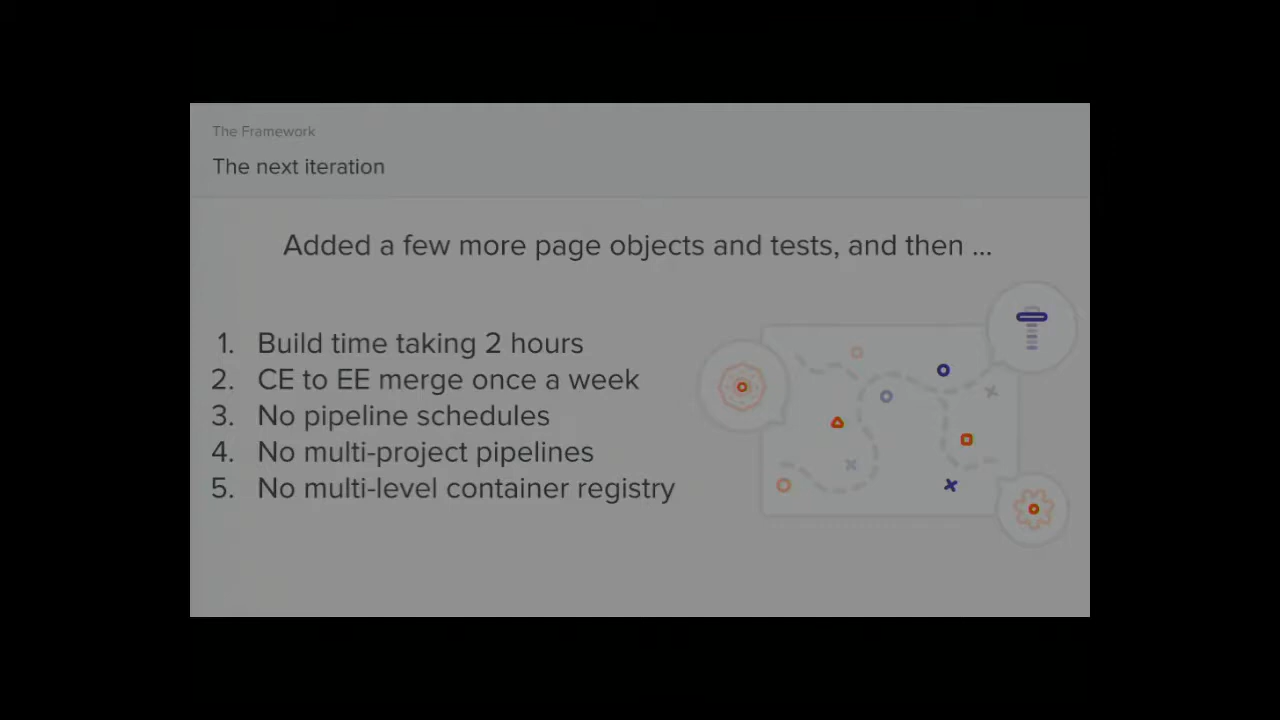 The Framework
The next iteration
Added a few more page objects and tests, and then ...
1. Build time taking 2 hours
2. CE to EE merge once a week
3. No pipeline schedules
4. No multi-project pipelines
5. No multi-level container registry